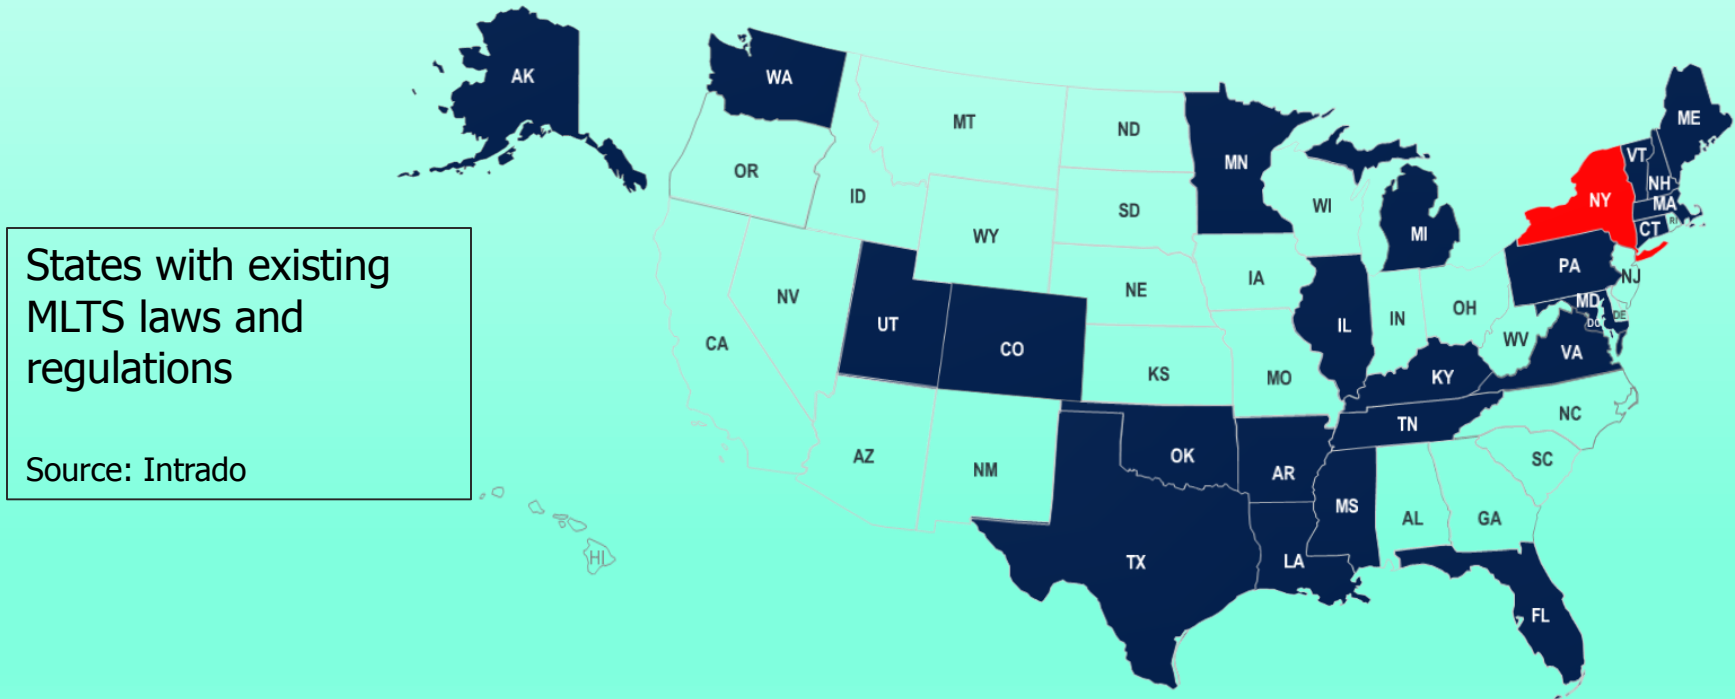 AK
WA
ME
MT
ND
VT
MN
OR
NH
ID
NY
MA
WI
SD
RI
CT
MI
WY
PA
NJ
IA
NE
NV
MD
OH
DE
UT
IN
DC
IL
WV
CA
CO
VA
KS
MO
KY
NC
TN
AZ
OK
SC
NM
AR
MS
AL
GA
HI
TX
LA
FL
States with existing
MLTS laws and
regulations
Source: Intrado